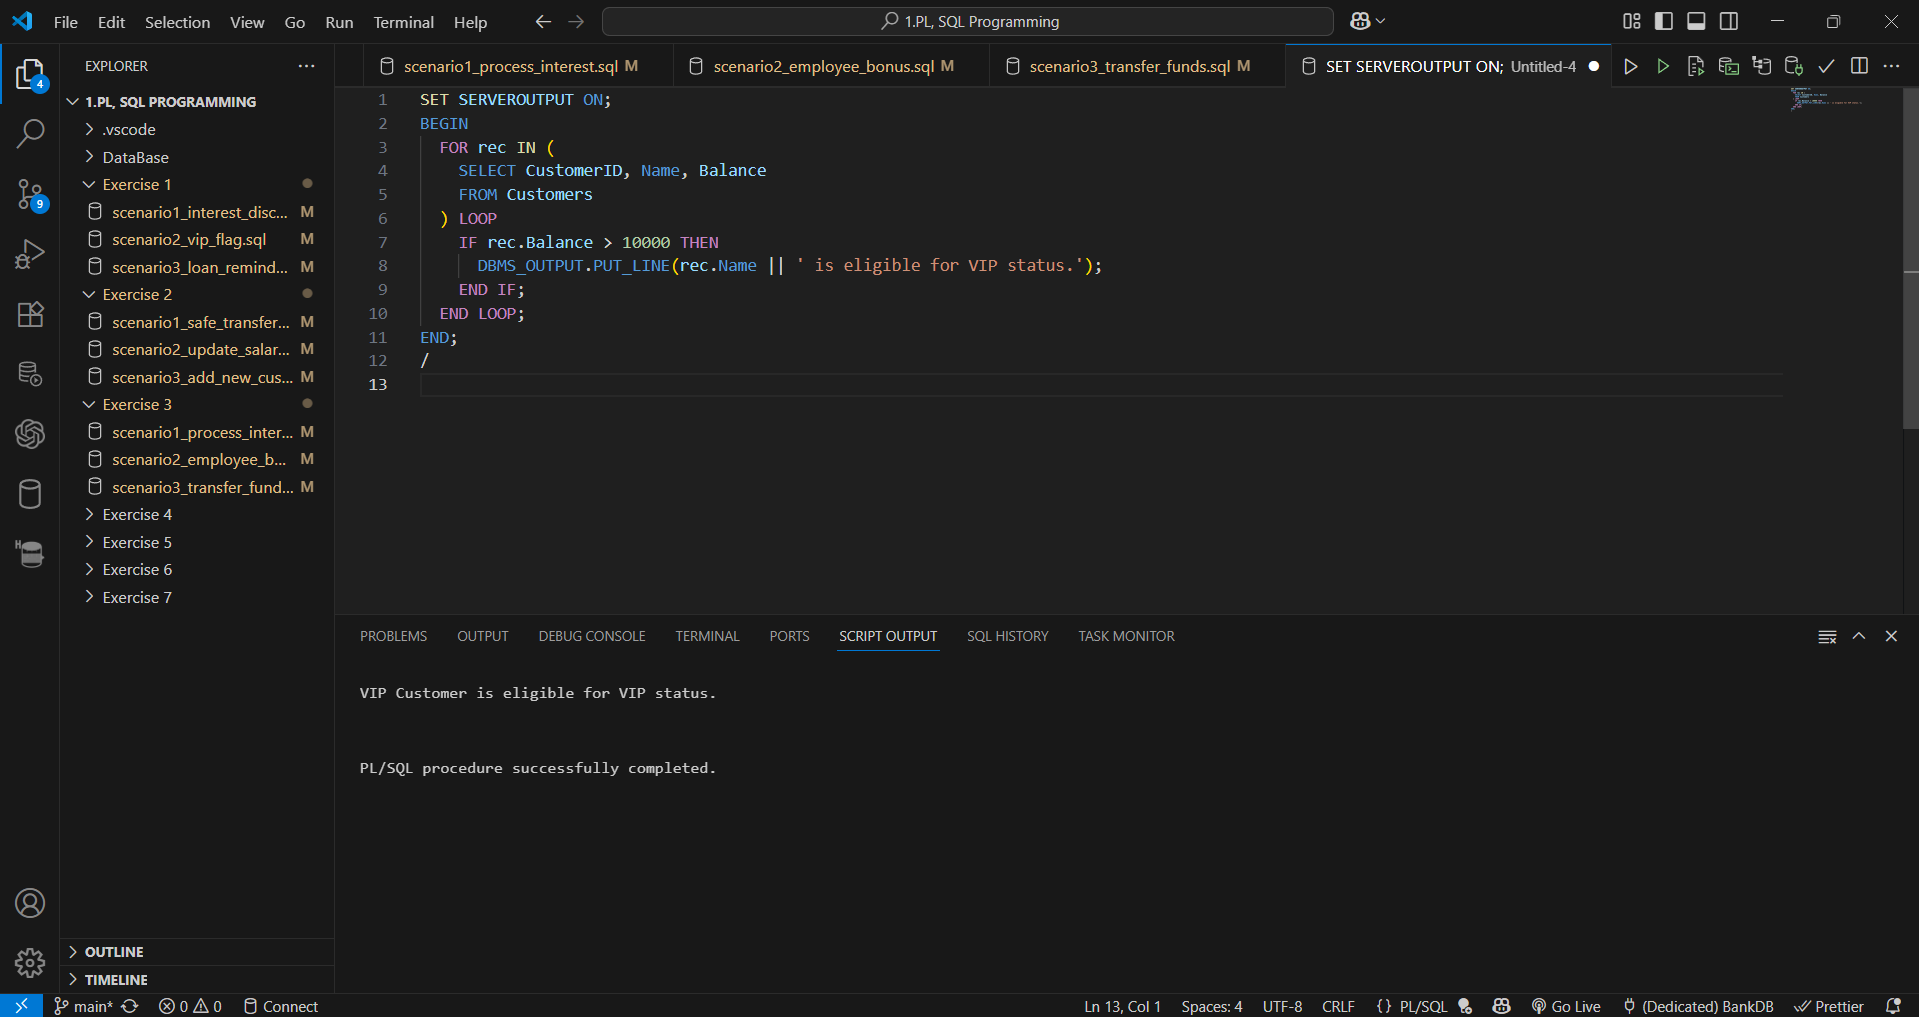 File Edit Selection View Go Run Terminal Help
1.PL, SQL Programming
EXPLORER
1.PL, SQL PROGRAMMING
.vscode
DataBase
Exercise 1
scenario1_interest_disc... M
scenario2_vip_flag.sql M
scenario3_loan_remind... M
Exercise 2
scenario1_safe_transfer... M
scenario2_update_salar... M
scenario3_add_new_cus... M
Exercise 3
scenario1_process_inter... M
scenario2_employee_b... M
scenario3_transfer_fund... M
Exercise 4
Exercise 5
Exercise 6
Exercise 7
OUTLINE
TIMELINE
4
9
H
scenario1_process_interest.sql M
scenario2_employee_bonus.sql M
scenario3_transfer_funds.sql M
SET SERVEROUTPUT ON; Untitled-4
1 SET SERVEROUTPUT ON;
2 BEGIN
3 FOR rec IN (
4 SELECT CustomerID, Name, Balance
5 FROM Customers
6 ) LOOP
7 IF rec.Balance > 10000 THEN
8 DBMS_OUTPUT.PUT_LINE(rec.Name || ' is eligible for VIP status.');
9 END IF;
10 END LOOP;
11 END;
12 /
13
PROBLEMS OUTPUT DEBUG CONSOLE TERMINAL PORTS SCRIPT OUTPUT SQL HISTORY TASK MONITOR
VIP Customer is eligible for VIP status.
PL/SQL procedure successfully completed.
main* 0 0 Connect
Ln 13, Col 1 Spaces: 4 UTF-8 CRLF {} PL/SQL Go Live (Dedicated) BankDB Prettier